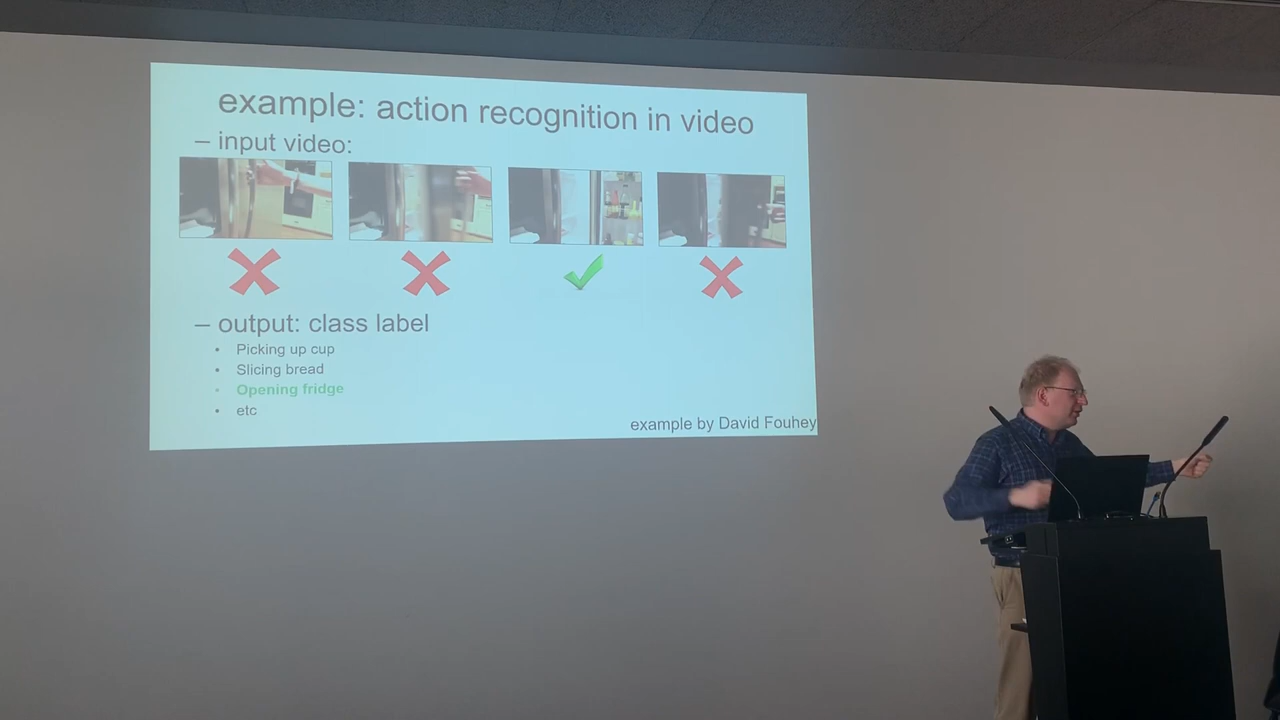 example: action recognition in video
– input video:
– output: class label
• Picking up cup
• Slicing bread
• Opening fridge
• etc
example by David Fouhey